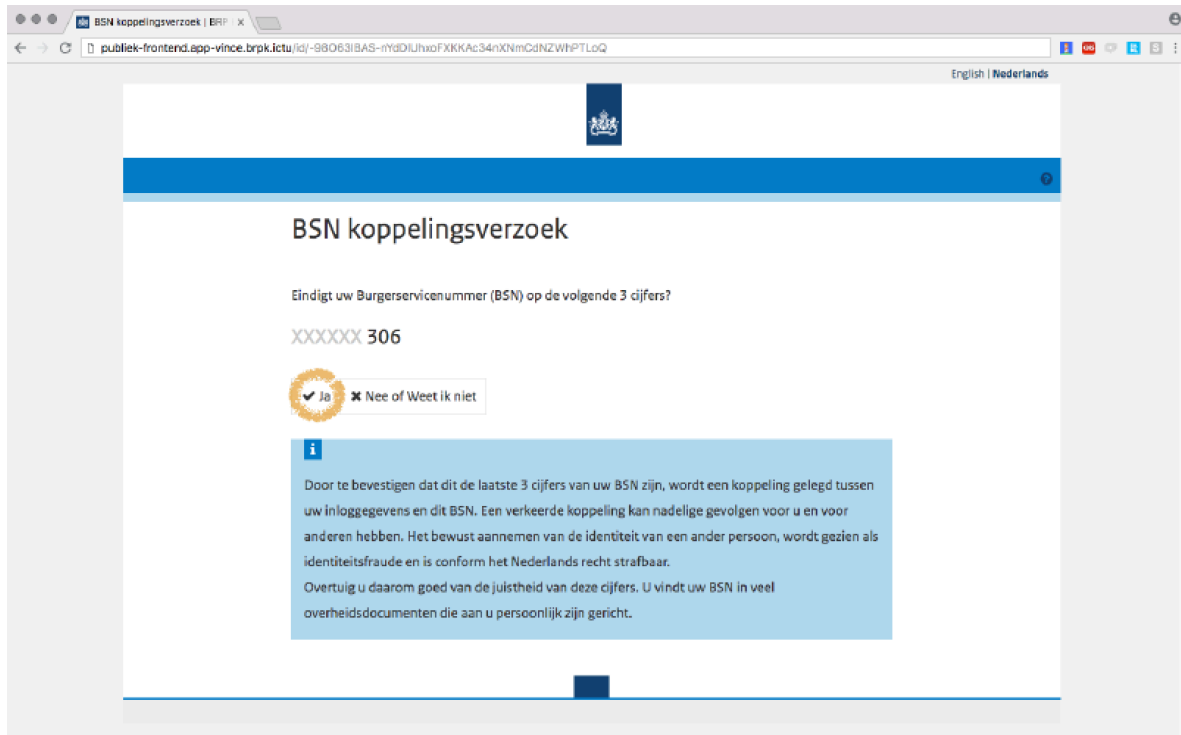 BSN koppelingsverzoek | BRP
publiek-frontend.app-vince.brpk.ictu
English | Nederlands
BSN koppelingsverzoek
Eindigt uw Burgerservicenummer (BSN) op de volgende 3 cijfers?
XXXXXX 306
Ja Nee of Weet ik niet
i
Door te bevestigen dat dit de laatste 3 cijfers van uw BSN zijn, wordt een koppeling gelegd tussen
uw inloggegevens en dit BSN. Een verkeerde koppeling kan nadelige gevolgen voor u en voor
anderen hebben. Het bewust aannemen van de identiteit van een ander persoon, wordt gezien als
identiteitsfraude en is conform het Nederlands recht strafbaar.
Overtuig u daarom goed van de juistheid van deze cijfers. U vindt uw BSN in veel
overheidsdocumenten die aan u persoonlijk zijn gericht.